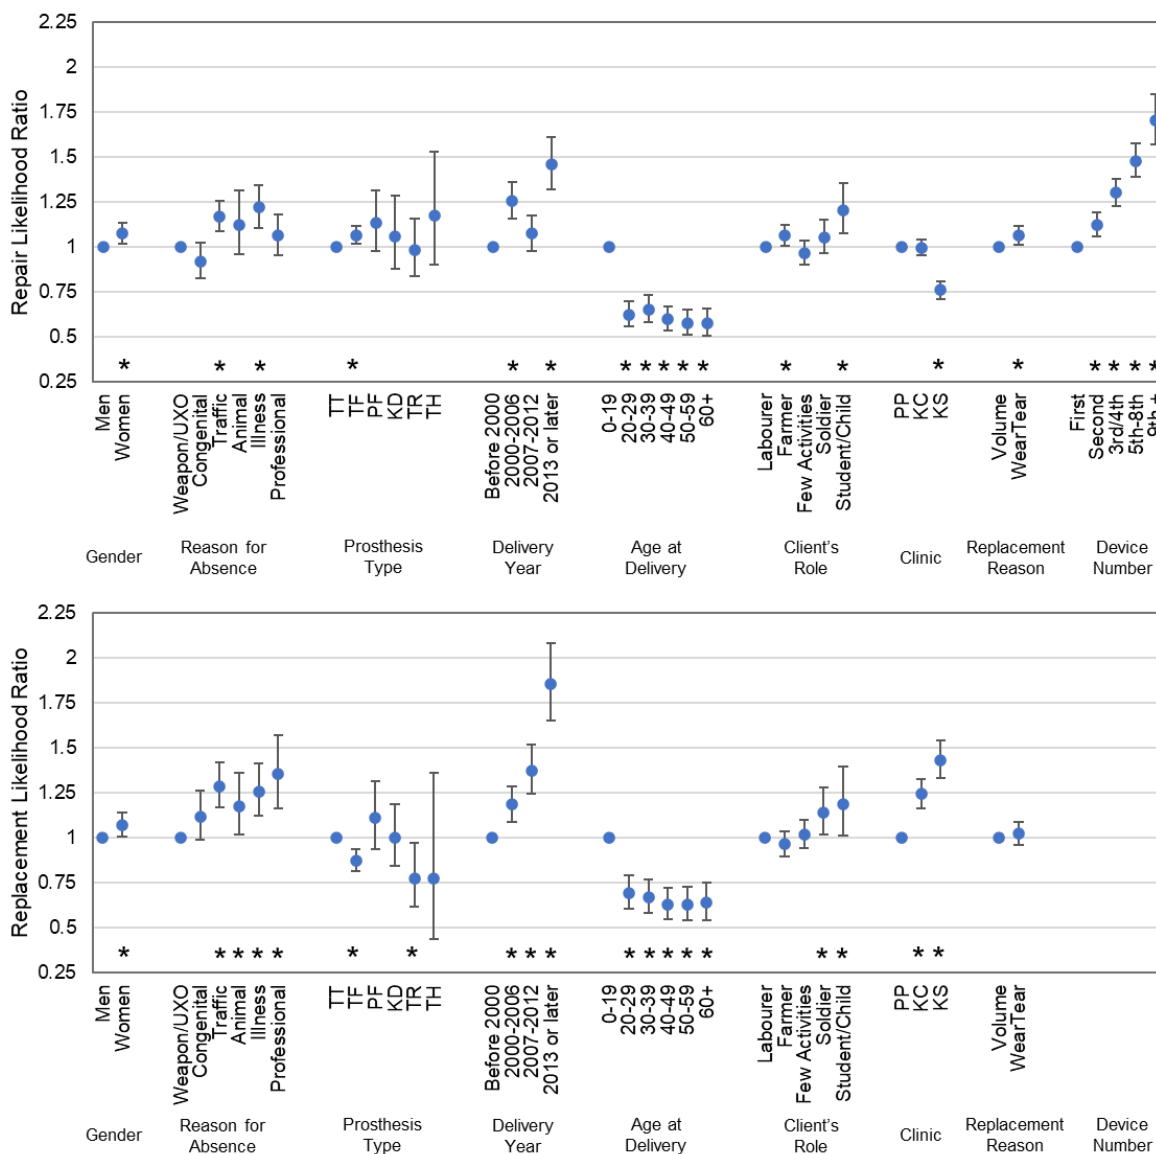 Repair Likelihood Ratio
2.25
2
1.75
1.5
1.25
1
0.75
0.5
0.25
* * * * * * * * * * * * * * * * * * *
Men
Women
Weapon/UXO
Congenital
Traffic
Animal
Illness
Professional
TT
TF
PF
KD
TR
TH
Before 2000
2000-2006
2007-2012
2013 or later
0-19
20-29
30-39
40-49
50-59
60+
Labourer
Farmer
Few Activities
Soldier
Student/Child
PP
KC
KS
Volume
WearTear
First
Second
3rd/4th
5th-8th
9th +
Gender
Reason for
Absence
Prosthesis
Type
Delivery
Year
Age at
Delivery
Client's
Role
Clinic
Replacement
Reason
Device
Number
Replacement Likelihood Ratio
2.25
2
1.75
1.5
1.25
1
0.75
0.5
0.25
* * * * * * * * * * * * * * * * * * *
Men
Women
Weapon/UXO
Congenital
Traffic
Animal
Illness
Professional
TT
TF
PF
KD
TR
TH
Before 2000
2000-2006
2007-2012
2013 or later
0-19
20-29
30-39
40-49
50-59
60+
Labourer
Farmer
Few Activities
Soldier
Student/Child
PP
KC
KS
Volume
WearTear
Gender
Reason for
Absence
Prosthesis
Type
Delivery
Year
Age at
Delivery
Client's
Role
Clinic
Replacement
Reason
Device
Number